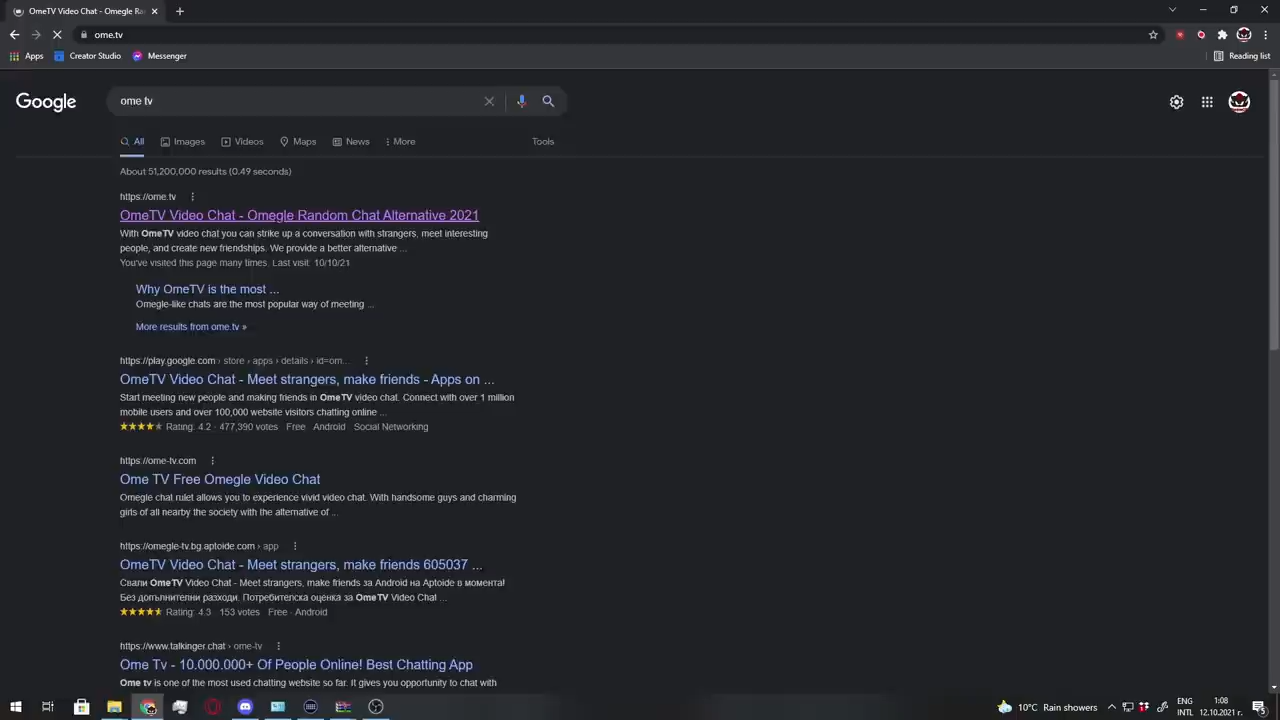 OmeTV Video Chat - Omegle Ra
ome.tv
Apps Creator Studio Messenger Reading list
Google ome tv
All Images Videos Maps News More Tools
About 51,200,000 results (0.49 seconds)
https://ome.tv
OmeTV Video Chat - Omegle Random Chat Alternative 2021
With OmeTV video chat you can strike up a conversation with strangers, meet interesting
people, and create new friendships. We provide a better alternative ...
You've visited this page many times. Last visit: 10/10/21
Why OmeTV is the most ...
Omegle-like chats are the most popular way of meeting ...
More results from ome.tv »
https://play.google.com › store › apps › details › id=om...
OmeTV Video Chat - Meet strangers, make friends - Apps on ...
Start meeting new people and making friends in OmeTV video chat. Connect with over 1 million
mobile users and over 100,000 website visitors chatting online ...
Rating: 4.2 · 477,390 votes · Free · Android · Social Networking
https://ome-tv.com
Ome TV Free Omegle Video Chat
Omegle chat rulet allows you to experience vivid video chat. With handsome guys and charming
girls of all nearby the society with the alternative of ...
https://omegle-tv.bg.aptoide.com › app
OmeTV Video Chat - Meet strangers, make friends 605037 ...
Свали OmeTV Video Chat - Meet strangers, make friends за Android на Aptoide в момента!
Без допълнителни разходи. Потребителска оценка за OmeTV Video Chat ...
Rating: 4.3 · 153 votes · Free · Android
https://www.talkinger.chat › ome-tv
Ome Tv - 10.000.000+ Of People Online! Best Chatting App
Ome tv is one of the most used chatting website so far. It gives you opportunity to chat with
10°C Rain showers ENG 1:08
INTL 12.10.2021 г.